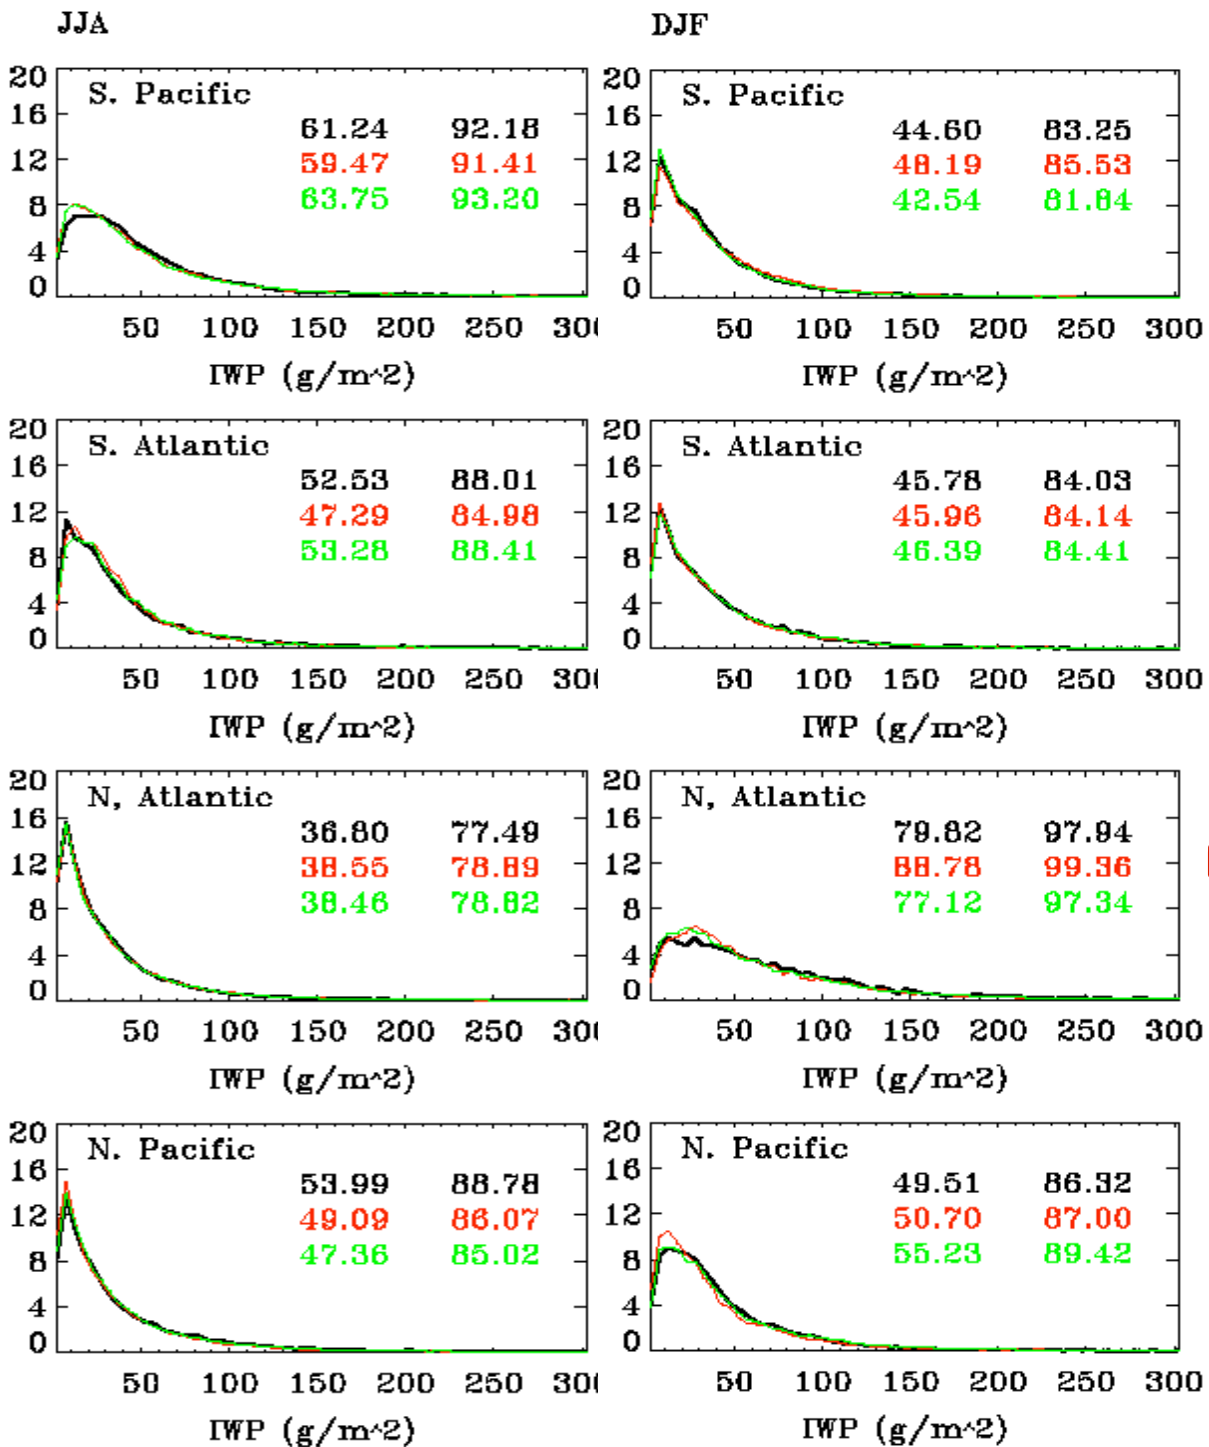 JJA
DJF
20
16
12
8
4
0
S. Pacific
61.24 92.18
59.47 91.41
63.75 93.20
50 100 150 200 250 300
IWP (g/m^2)
20
16
12
8
4
0
S. Pacific
44.60 83.25
48.19 85.53
42.54 81.84
50 100 150 200 250 300
IWP (g/m^2)
20
16
12
8
4
0
S. Atlantic
52.53 88.01
47.29 84.98
53.28 88.41
50 100 150 200 250 300
IWP (g/m^2)
20
16
12
8
4
0
S. Atlantic
45.78 84.03
45.96 84.14
46.39 84.41
50 100 150 200 250 300
IWP (g/m^2)
20
16
12
8
4
0
N, Atlantic
36.80 77.49
38.55 78.89
38.46 78.82
50 100 150 200 250 300
IWP (g/m^2)
20
16
12
8
4
0
N, Atlantic
79.82 97.94
88.78 99.36
77.12 97.34
50 100 150 200 250 300
IWP (g/m^2)
20
16
12
8
4
0
N. Pacific
53.99 88.78
49.09 86.07
47.36 85.02
50 100 150 200 250 300
IWP (g/m^2)
20
16
12
8
4
0
N. Pacific
49.51 86.32
50.70 87.00
55.23 89.42
50 100 150 200 250 300
IWP (g/m^2)